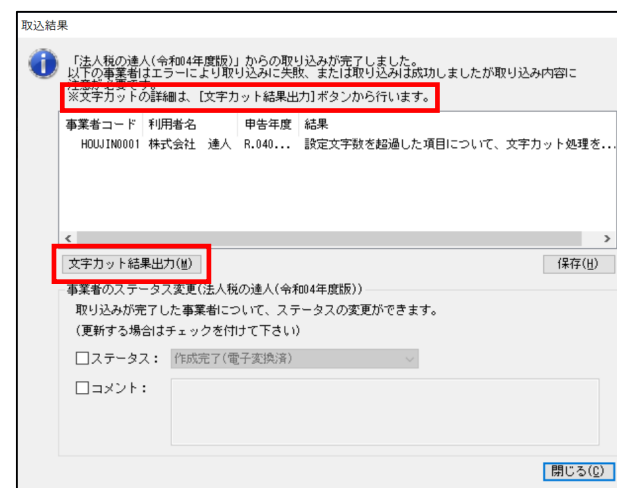 取込結果
「法人税の達人(令和04年度版)」からの取り込みが完了しました。
以下の事業者はエラーにより取り込みに失敗、または取り込みは成功しましたが取り込み内容に
注意が必要です。
※文字カットの詳細は、[文字カット結果出力]ボタンから行います。
事業者コード 利用者名 申告年度 結果
HOUJIN0001 株式会社 達人 R.040... 設定文字数を超過した項目について、文字カット処理を...
文字カット結果出力(M) 保存(H)
事業者のステータス変更(法人税の達人(令和04年度版))
取り込みが完了した事業者について、ステータスの変更ができます。
(更新する場合はチェックを付けて下さい)
ステータス： 作成完了(電子変換済)
コメント：
閉じる(C)